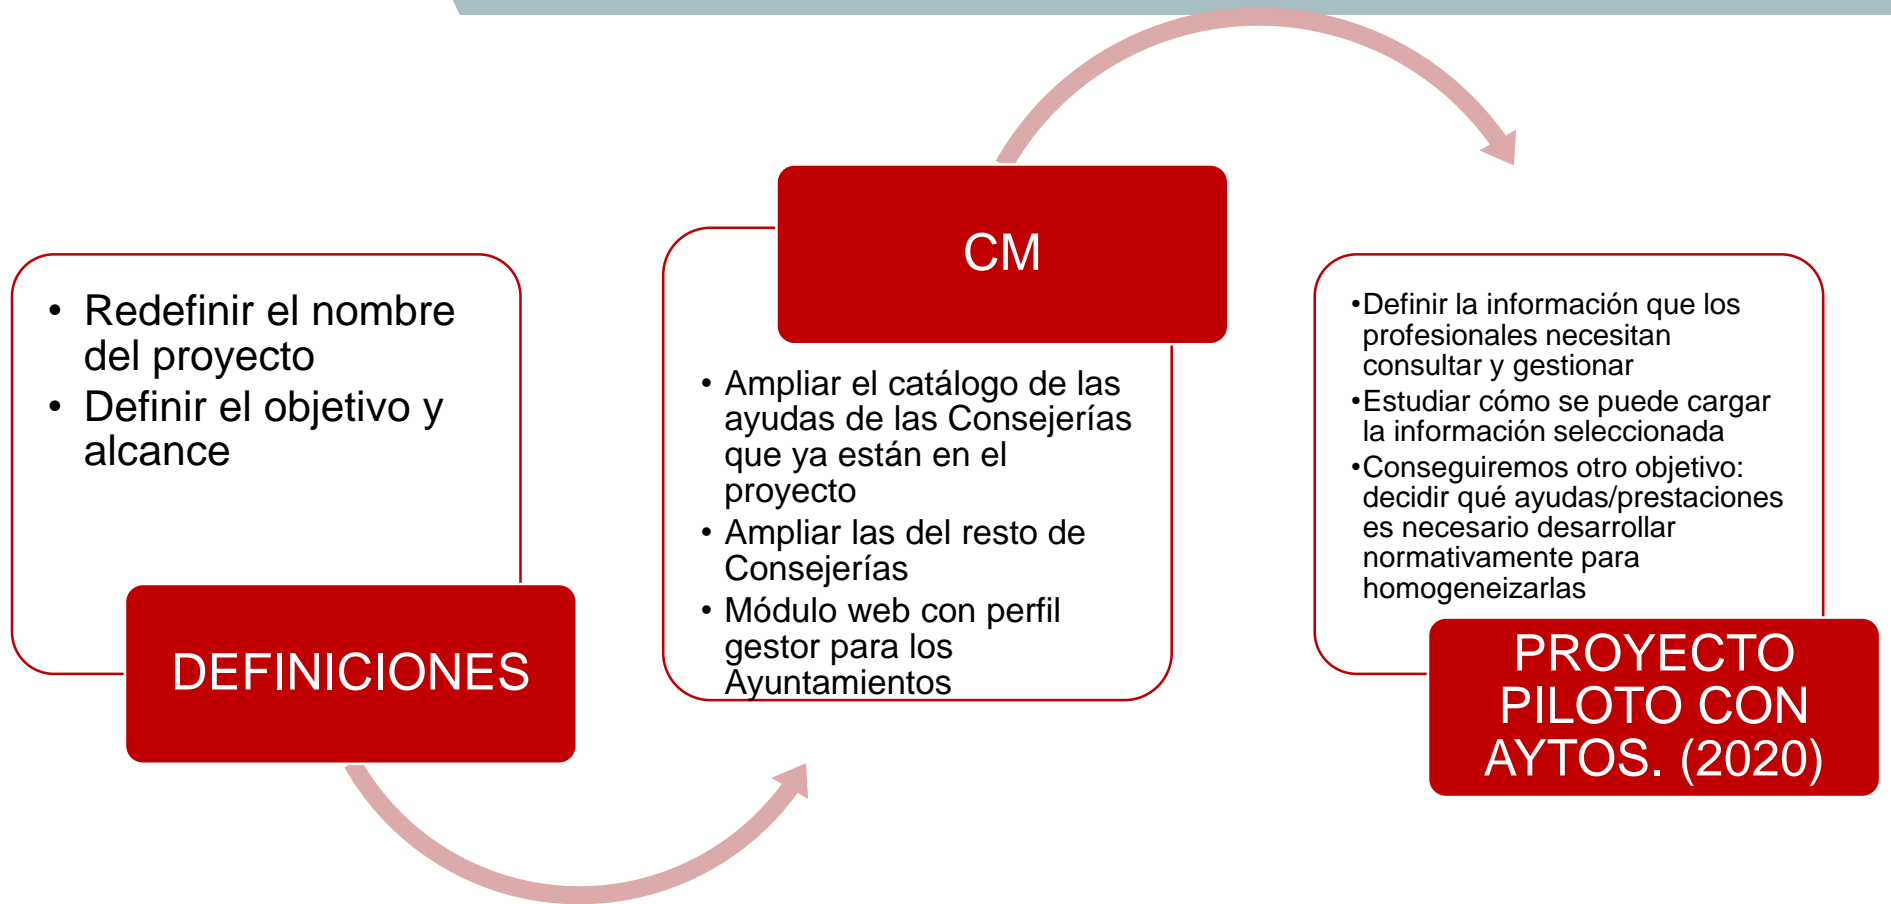 • Redefinir el nombre
del proyecto
• Definir el objetivo y
alcance
DEFINICIONES
CM
• Ampliar el catálogo de las
ayudas de las Consejerías
que ya están en el
proyecto
• Ampliar las del resto de
Consejerías
• Módulo web con perfil
gestor para los
Ayuntamientos
•Definir la información que los
profesionales necesitan
consultar y gestionar
•Estudiar cómo se puede cargar
la información seleccionada
•Conseguiremos otro objetivo:
decidir qué ayudas/prestaciones
es necesario desarrollar
normativamente para
homogeneizarlas
PROYECTO
PILOTO CON
AYTOS. (2020)